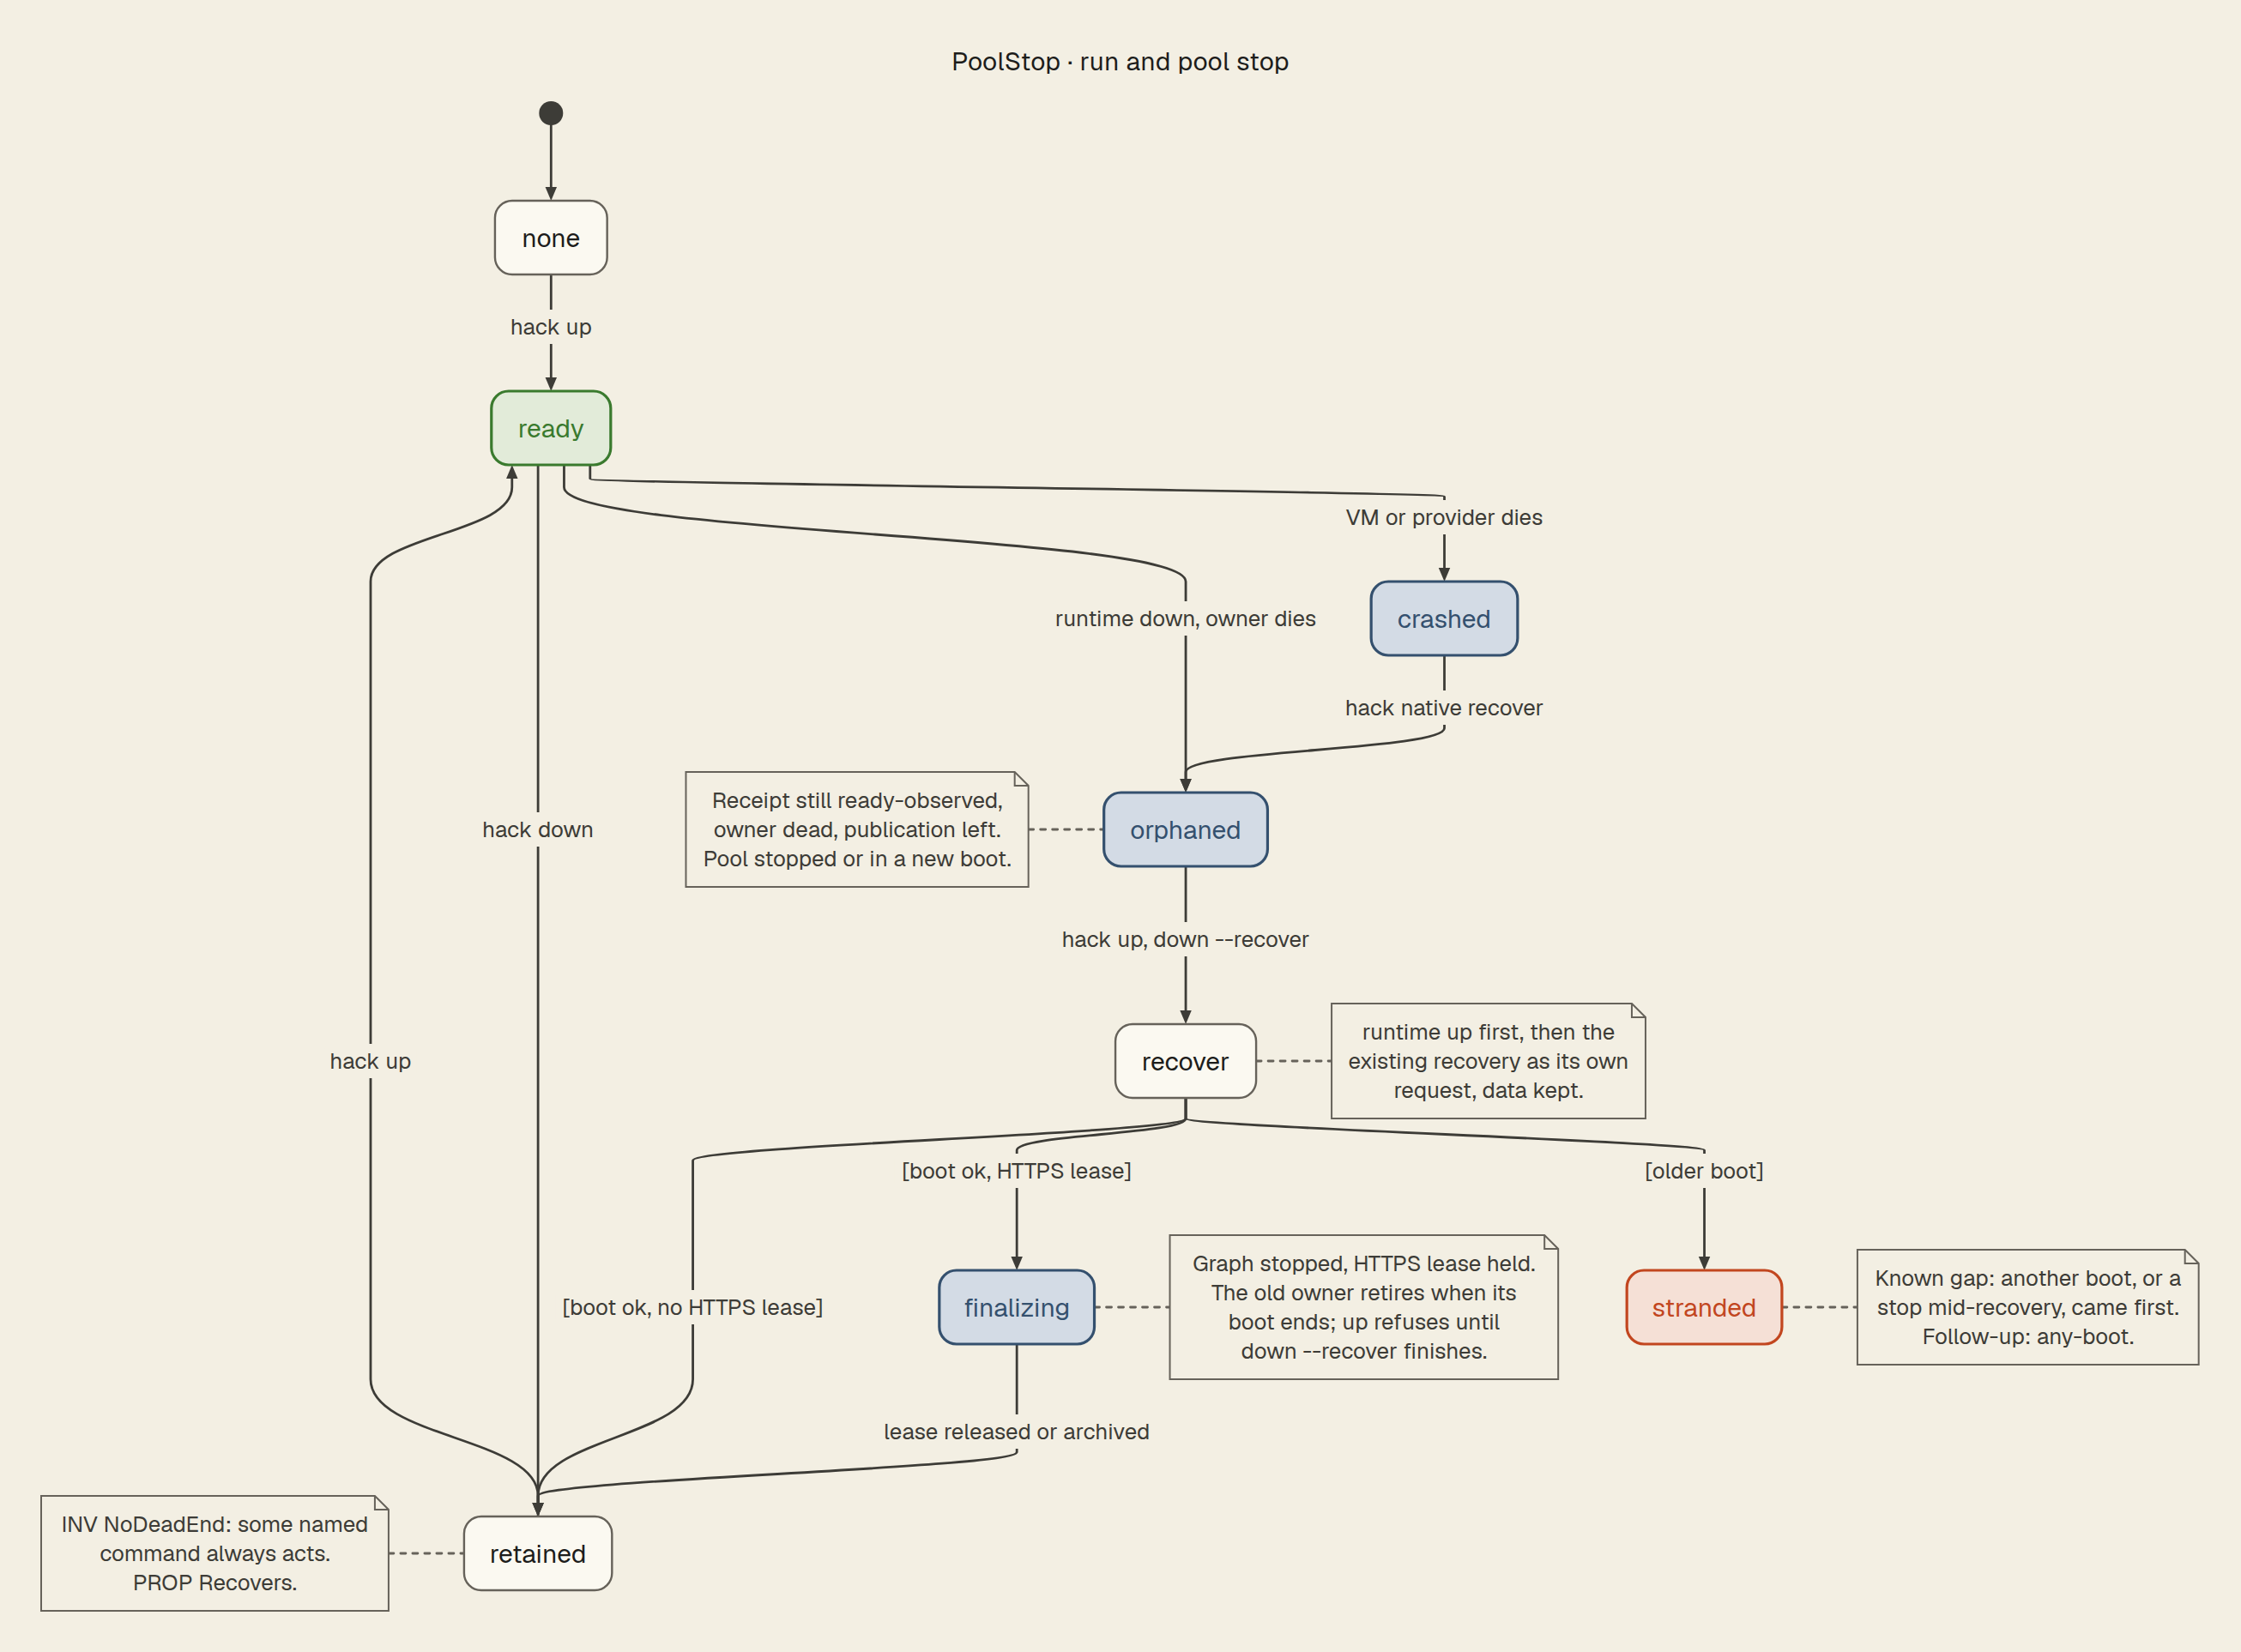 PoolStop · run and pool stop
none
hack up
ready
VM or provider dies
runtime down, owner dies
crashed
hack native recover
Receipt still ready-observed,
owner dead, publication left.
Pool stopped or in a new boot.
hack down
orphaned
hack up, down --recover
hack up
recover
runtime up first, then the
existing recovery as its own
request, data kept.
[boot ok, HTTPS lease]
[older boot]
[boot ok, no HTTPS lease]
finalizing
Graph stopped, HTTPS lease held.
The old owner retires when its
boot ends; up refuses until
down --recover finishes.
stranded
Known gap: another boot, or a
stop mid-recovery, came first.
Follow-up: any-boot.
lease released or archived
INV NoDeadEnd: some named
command always acts.
PROP Recovers.
retained